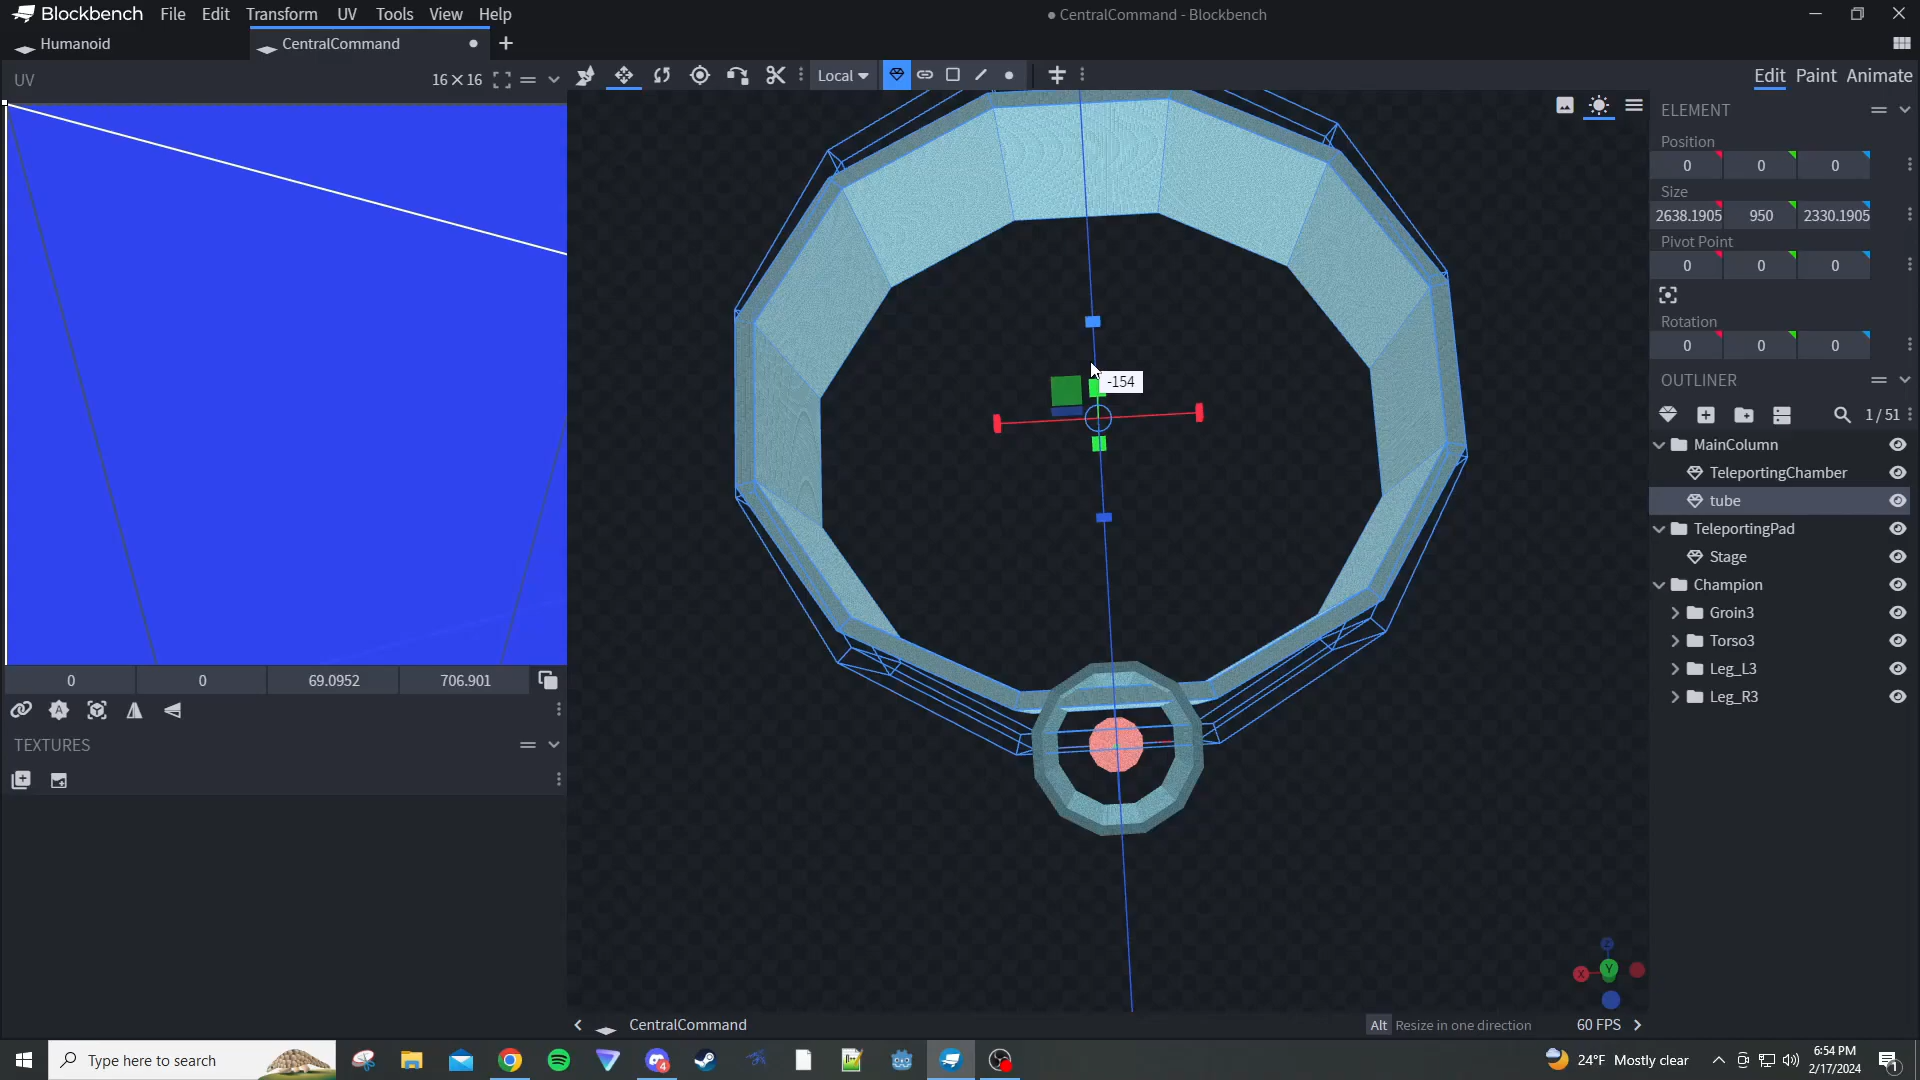 Blockbench File Edit Transform UV Tools View Help
● CentralCommand - Blockbench
Humanoid
CentralCommand
UV
16×16
Local
Edit Paint Animate
ELEMENT
Position
0 0 0
Size
2638.1905 950 2330.1905
Pivot Point
0 0 0
Rotation
0 0 0
-154
OUTLINER
1 / 51
MainColumn
TeleportingChamber
tube
TeleportingPad
Stage
Champion
Groin3
Torso3
Leg_L3
Leg_R3
0 0 69.0952 706.901
TEXTURES
X Y Z
CentralCommand
Alt Resize in one direction
60 FPS
Type here to search
4
24°F Mostly clear
6:54 PM
2/17/2024
1